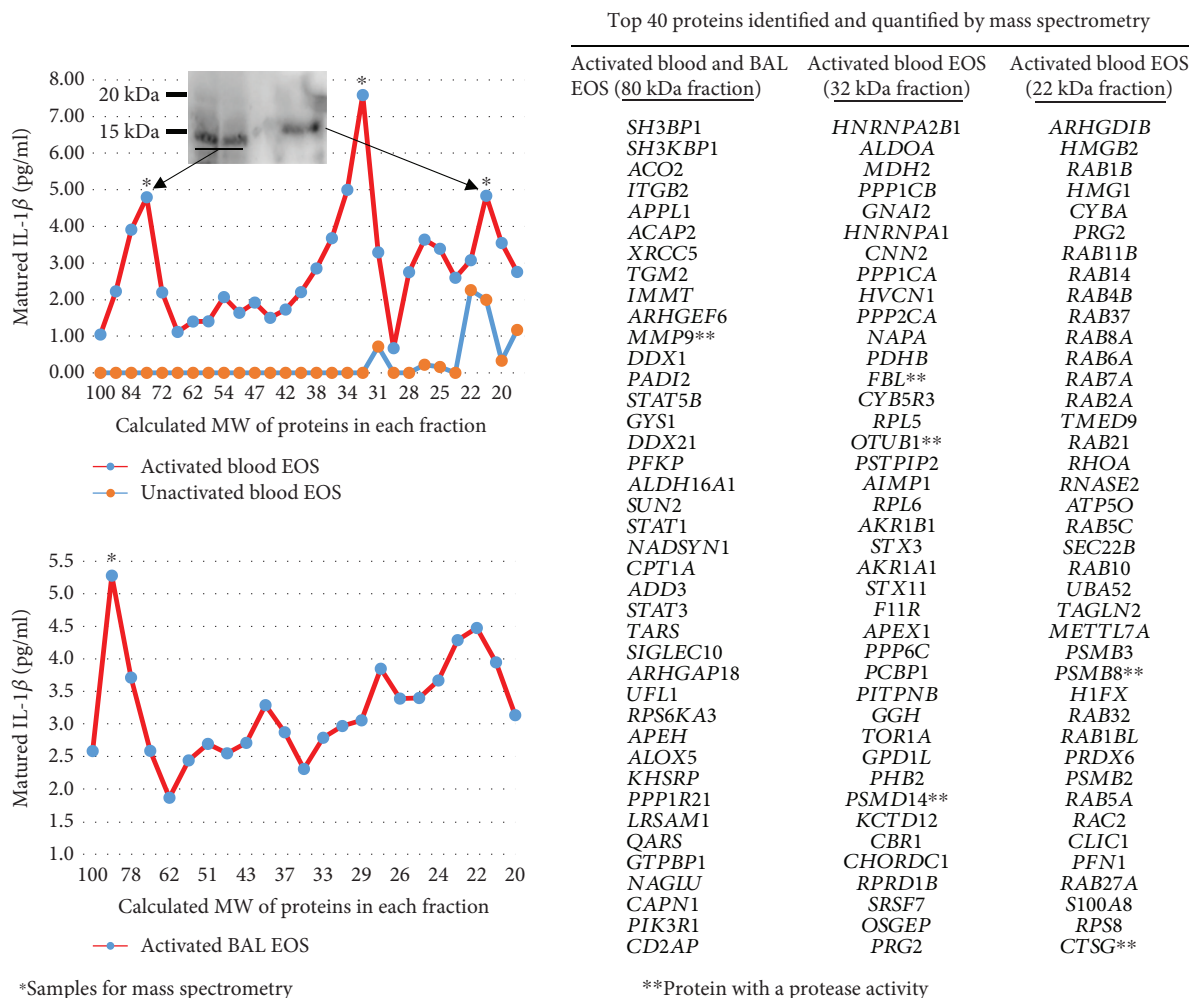 Matured IL-1β (pg/ml)
8.00
7.00
6.00
5.00
4.00
3.00
2.00
1.00
0.00
20 kDa
15 kDa
*
*
*
100 84 72 62 54 47 42 38 34 31 28 25 20
Calculated MW of proteins in each fraction
Activated blood EOS
Unactivated blood EOS
Matured IL-1β (pg/ml)
5.5
5.0
4.5
4.0
3.5
3.0
2.5
2.0
1.5
1.0
*
100 78 62 51 43 37 33 29 26 24 22 20
Calculated MW of proteins in each fraction
Activated BAL EOS
*Samples for mass spectrometry
Top 40 proteins identified and quantified by mass spectrometry
Activated blood and BAL
EOS (80 kDa fraction)
SH3BP1
SH3KBP1
ACO2
ITGB2
APPL1
ACAP2
XRCC5
TGM2
IMMT
ARHGEF6
MMP9**
DDX1
PADI2
STAT5B
GYS1
DDX21
PFKP
ALDH16A1
SUN2
STAT1
NADSYN1
CPT1A
ADD3
STAT3
TARS
SIGLEC10
ARHGAP18
UFL1
RPS6KA3
APEH
ALOX5
KHSRP
PPP1R21
LRSAM1
QARS
GTPBP1
NAGLU
CAPN1
PIK3R1
CD2AP
Activated blood EOS
(32 kDa fraction)
HNRNPA2B1
ALDOA
MDH2
PPP1CB
GNAI2
HNRNPA1
CNN2
PPP1CA
HVCN1
PPP2CA
NAPA
PDHB
FBL**
CYB5R3
RPL5
OTUB1**
PSTPIP2
AIMP1
RPL6
AKR1B1
STX3
AKR1A1
STX11
F11R
APEX1
PPP6C
PCBP1
PITPNB
GGH
TOR1A
GPD1L
PHB2
PSMD14**
KCTD12
CBR1
CHORDC1
RPRD1B
SRSF7
OSGEP
PRG2
Activated blood EOS
(22 kDa fraction)
ARHGDIB
HMGB2
RAB1B
HMG1
CYBA
PRG2
RAB11B
RAB14
RAB4B
RAB37
RAB8A
RAB6A
RAB7A
RAB2A
TMED9
RAB21
RHOA
RNASE2
ATP5O
RAB5C
SEC22B
RAB10
UBA52
TAGLN2
METTL7A
PSMB3
PSMB8**
H1FX
RAB32
RAB1BL
PRDX6
PSMB2
RAB5A
RAC2
CLIC1
PFN1
RAB27A
S100A8
RPS8
CTSG**
**Protein with a protease activity